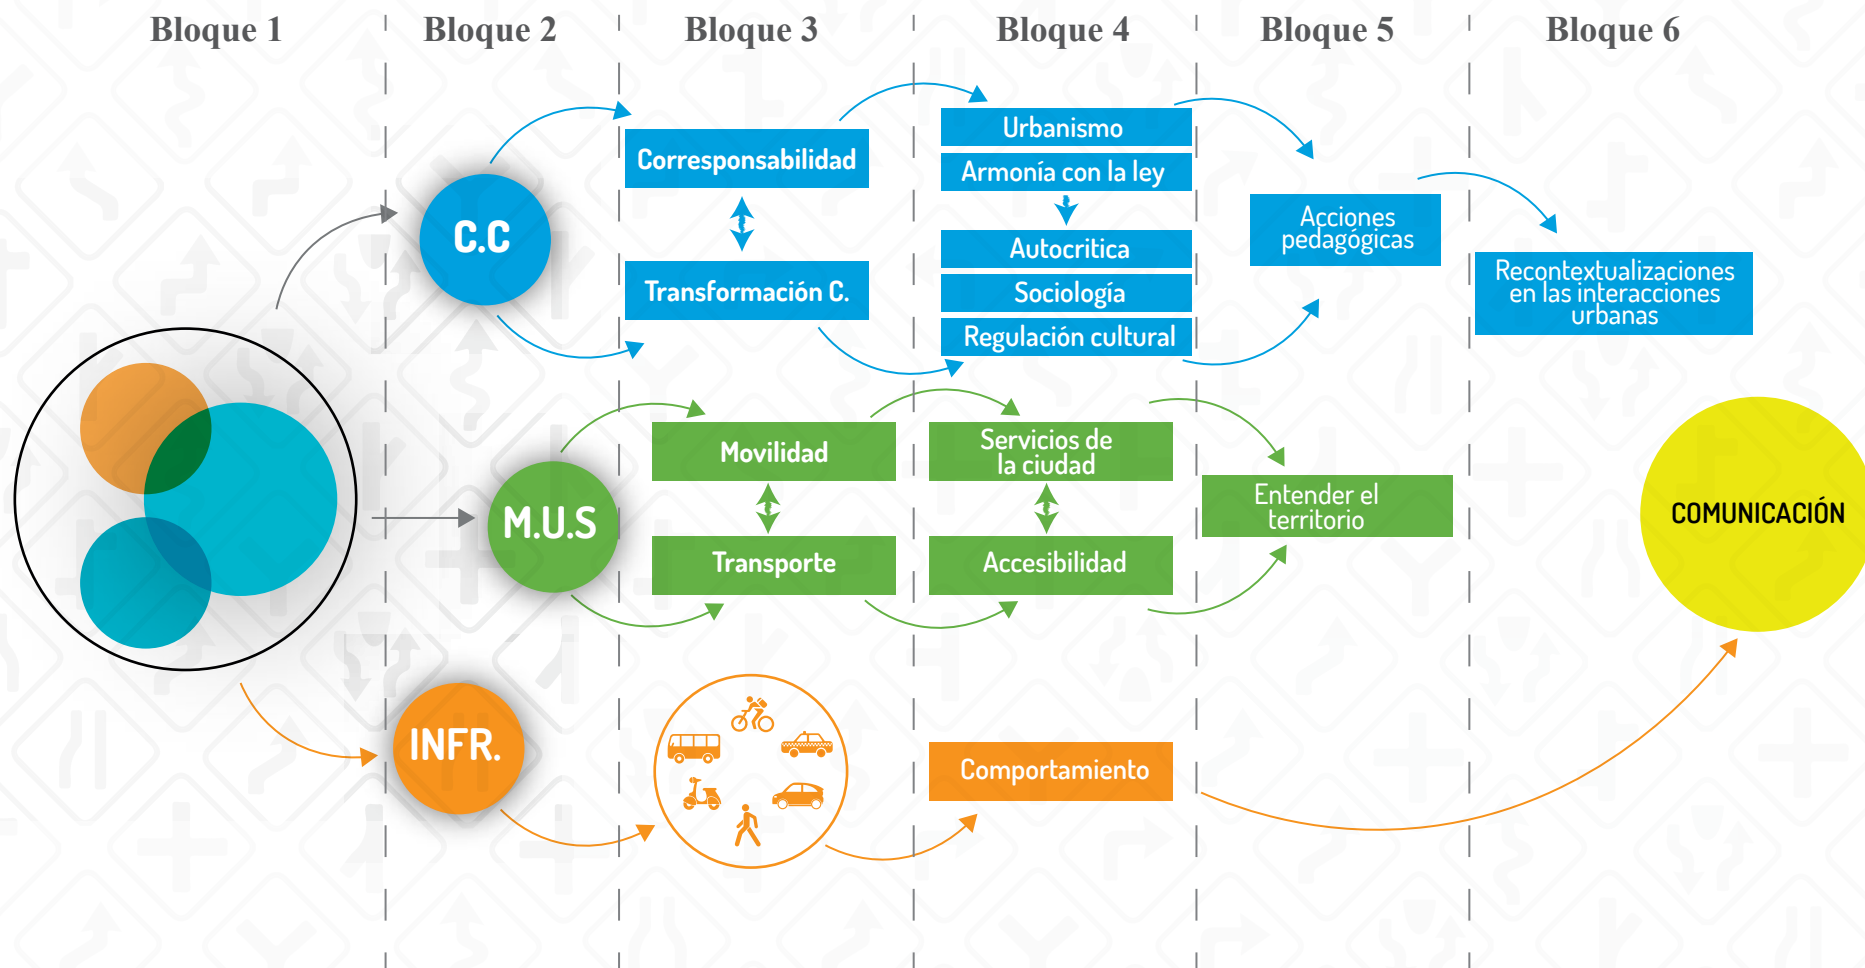 Bloque 1
Bloque 2
Bloque 3
Bloque 4
Bloque 5
Bloque 6
C.C
Corresponsabilidad
Transformación C.
Urbanismo
Armonía con la ley
Autocritica
Sociología
Regulación cultural
Acciones
pedagógicas
Recontextualizaciones
en las interacciones
urbanas
M.U.S
Movilidad
Transporte
Servicios de
la ciudad
Accesibilidad
Entender el
territorio
COMUNICACIÓN
INFR.
Comportamiento